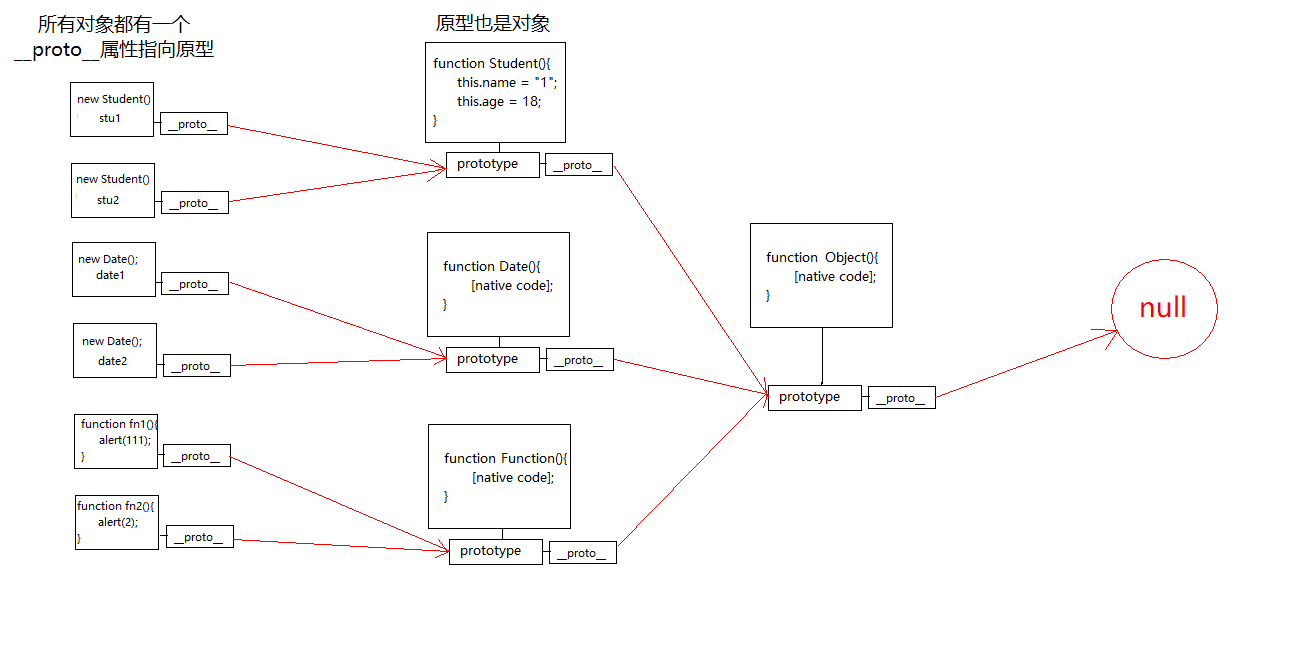 所有对象都有一个
__proto__属性指向原型
原型也是对象
new Student()
stu1
__proto__
new Student()
stu2
__proto__
new Date();
date1
__proto__
new Date();
date2
__proto__
function fn1(){
alert(111);
}
__proto__
function fn2(){
alert(2);
}
__proto__
function Student(){
this.name = "1";
this.age = 18;
}
prototype
__proto__
function Date(){
[native code];
}
prototype
__proto__
function Function(){
[native code];
}
prototype
__proto__
function Object(){
[native code];
}
prototype
__proto__
null